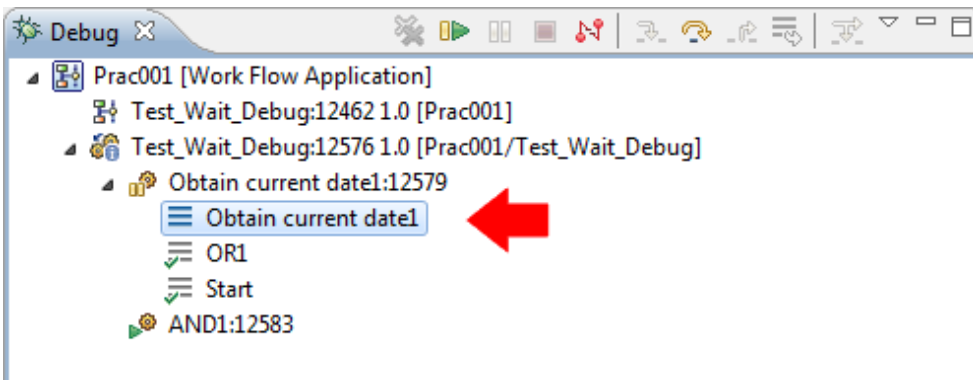 Debug
Prac001 [Work Flow Application]
Test_Wait_Debug:12462 1.0 [Prac001]
Test_Wait_Debug:12576 1.0 [Prac001/Test_Wait_Debug]
Obtain current date1:12579
Obtain current date1
OR1
Start
AND1:12583